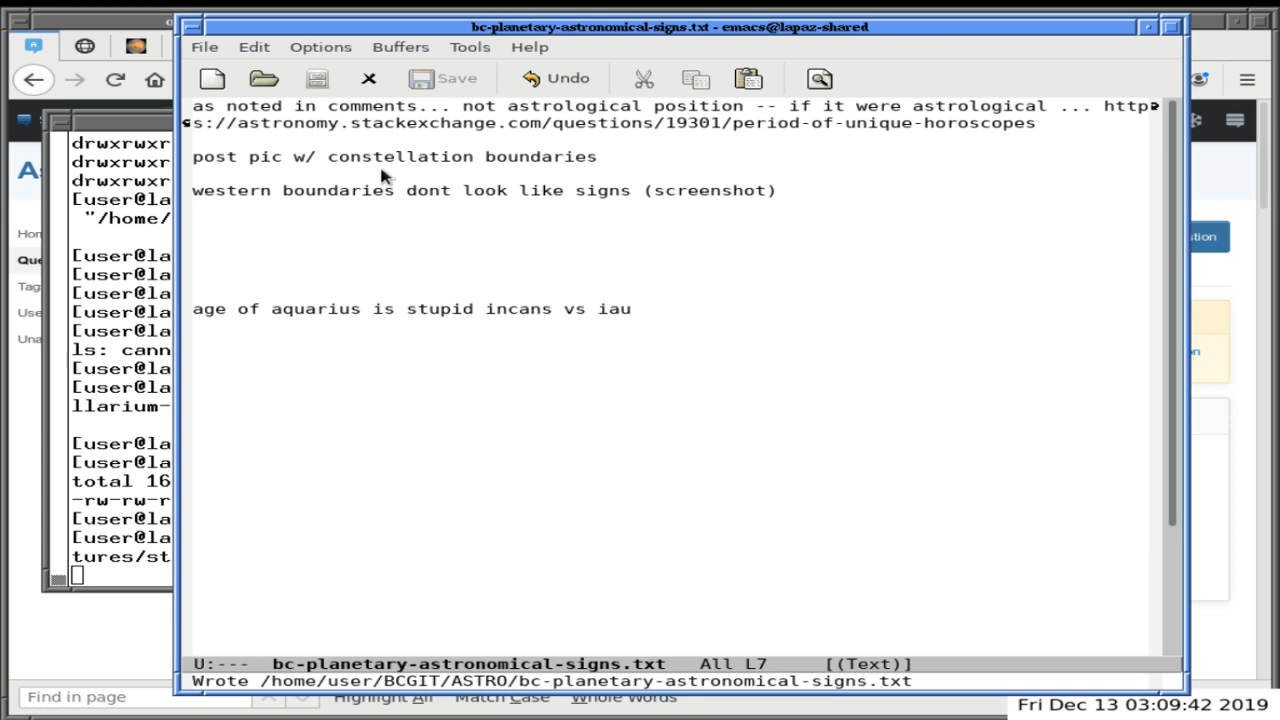 bc-planetary-astronomical-signs.txt - emacs@lapaz-shared
File Edit Options Buffers Tools Help
Save Undo
as noted in comments... not astrological position -- if it were astrological ... http
s://astronomy.stackexchange.com/questions/19301/period-of-unique-horoscopes
post pic w/ constellation boundaries
western boundaries dont look like signs (screenshot)
age of aquarius is stupid incans vs iau
U:--- bc-planetary-astronomical-signs.txt All L7 [(Text)]
Wrote /home/user/BCGIT/ASTRO/bc-planetary-astronomical-signs.txt
drwxrwxr
drwxrwxr
drwxrwxr
[user@la
"/home/
[user@la
[user@la
[user@la
[user@la
[user@la
ls: cann
[user@la
[user@la
llarium-
[user@la
[user@la
total 16
-rw-rw-r
[user@la
[user@la
tures/st
Hon
Que
Tag
Use
Una
stion
Find in page Highlight All Match Case Whole Words
Fri Dec 13 03:09:42 2019